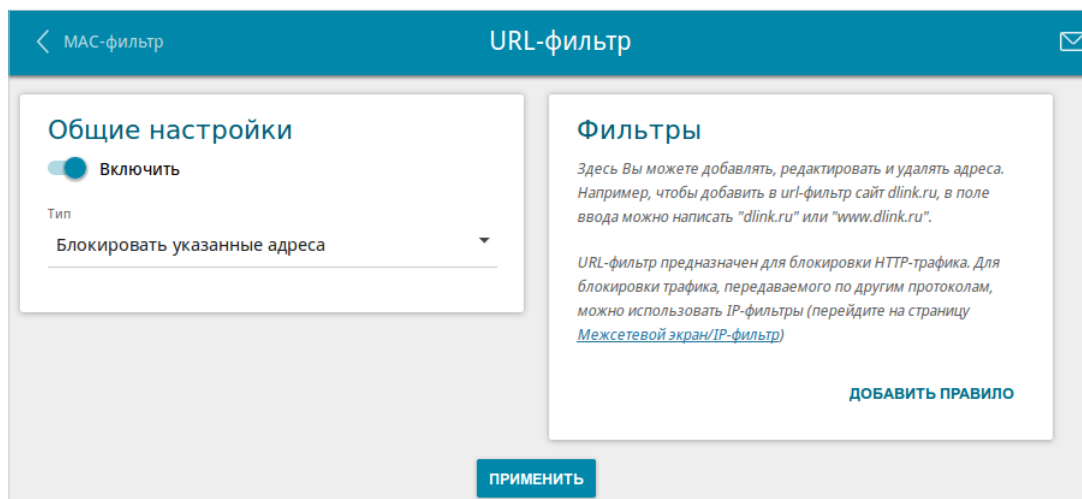 МАС-фильтр
URL-фильтр
Общие настройки
Включить
Тип
Блокировать указанные адреса
Фильтры
Здесь Вы можете добавлять, редактировать и удалять адреса.
Например, чтобы добавить в url-фильтр сайт dlink.ru, в поле
ввода можно написать "dlink.ru" или "www.dlink.ru".
URL-фильтр предназначен для блокировки HTTP-трафика. Для
блокировки трафика, передаваемого по другим протоколам,
можно использовать IP-фильтры (перейдите на страницу
Межсетевой экран/IP-фильтр)
ДОБАВИТЬ ПРАВИЛО
ПРИМЕНИТЬ